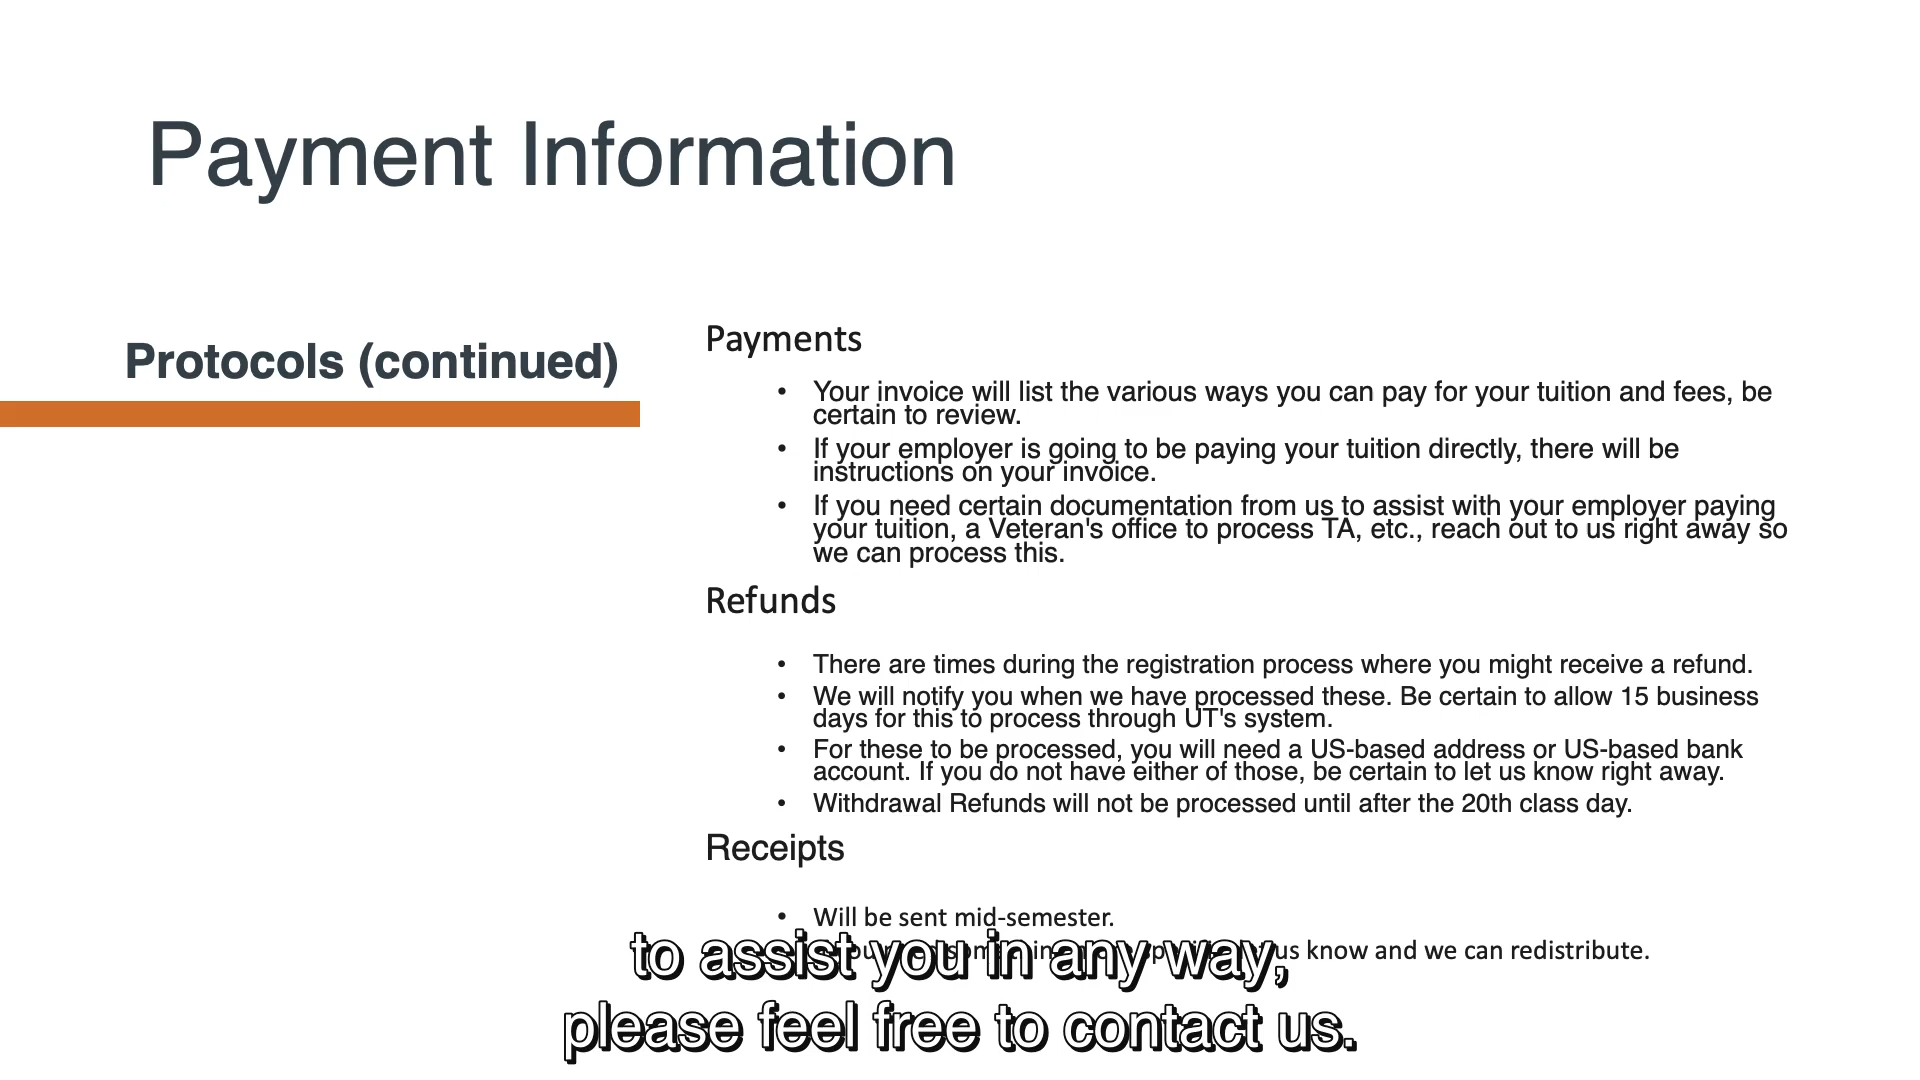 Payment Information
Protocols (continued)
Payments
• Your invoice will list the various ways you can pay for your tuition and fees, be
certain to review.
• If your employer is going to be paying your tuition directly, there will be
instructions on your invoice.
• If you need certain documentation from us to assist with your employer paying
your tuition, a Veteran's office to process TA, etc., reach out to us right away so
we can process this.
Refunds
• There are times during the registration process where you might receive a refund.
• We will notify you when we have processed these. Be certain to allow 15 business
days for this to process through UT's system.
• For these to be processed, you will need a US-based address or US-based bank
account. If you do not have either of those, be certain to let us know right away.
• Withdrawal Refunds will not be processed until after the 20th class day.
Receipts
• Will be sent mid-semester.
us know and we can redistribute.
to assist you in any way,
please feel free to contact us.